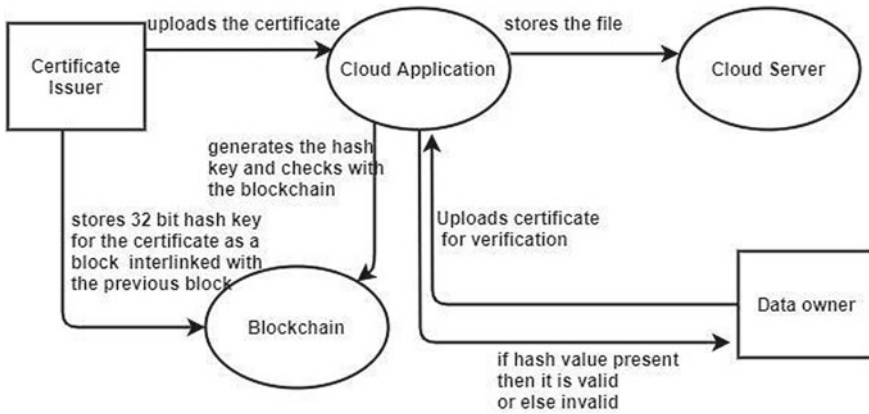 uploads the certificate
stores the file
Certificate
Issuer
Cloud Application
Cloud Server
generates the hash
key and checks with
the blockchain
stores 32 bit hash key
for the certificate as a
block interlinked with
the previous block
Uploads certificate
for verification
Blockchain
Data owner
if hash value present
then it is valid
or else invalid